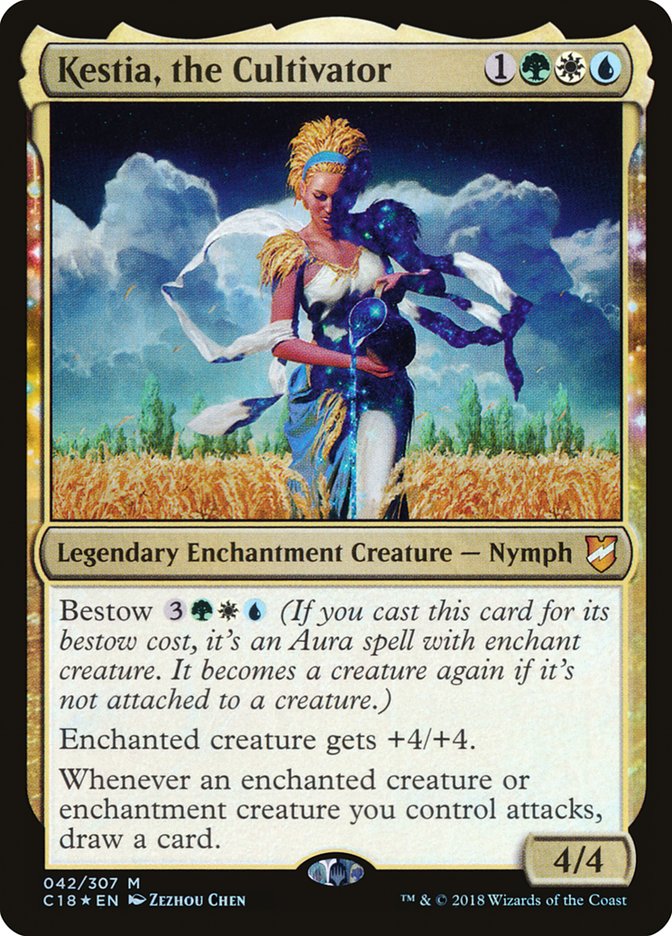 Kestia, the Cultivator 1
Legendary Enchantment Creature — Nymph
Bestow 3 (If you cast this card for its
bestow cost, it's an Aura spell with enchant
creature. It becomes a creature again if it's
not attached to a creature.)
Enchanted creature gets +4/+4.
Whenever an enchanted creature or
enchantment creature you control attacks,
draw a card.
4/4
042/307 M
C18★EN Zezhou Chen
™ & © 2018 Wizards of the Coast